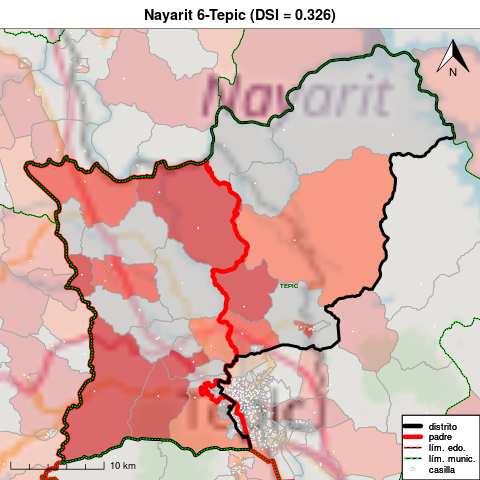 Nayarit 6-Tepic (DSI = 0.326)
Nayarit
N
TEPIC
Tepic
10 km
distrito
padre
lím. edo.
lím. munic.
casilla